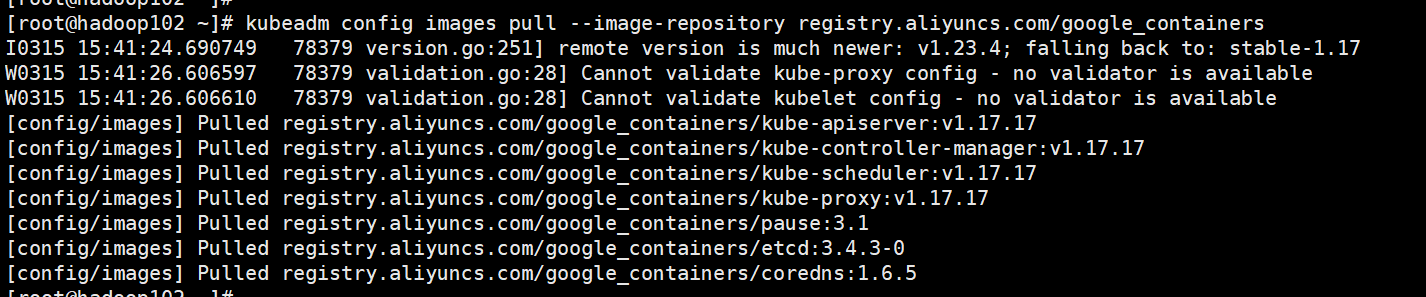 [root@hadoop102 ~]#
[root@hadoop102 ~]# kubeadm config images pull --image-repository registry.aliyuncs.com/google_containers
I0315 15:41:24.690749   78379 version.go:251] remote version is much newer: v1.23.4; falling back to: stable-1.17
W0315 15:41:26.606597   78379 validation.go:28] Cannot validate kube-proxy config - no validator is available
W0315 15:41:26.606610   78379 validation.go:28] Cannot validate kubelet config - no validator is available
[config/images] Pulled registry.aliyuncs.com/google_containers/kube-apiserver:v1.17.17
[config/images] Pulled registry.aliyuncs.com/google_containers/kube-controller-manager:v1.17.17
[config/images] Pulled registry.aliyuncs.com/google_containers/kube-scheduler:v1.17.17
[config/images] Pulled registry.aliyuncs.com/google_containers/kube-proxy:v1.17.17
[config/images] Pulled registry.aliyuncs.com/google_containers/pause:3.1
[config/images] Pulled registry.aliyuncs.com/google_containers/etcd:3.4.3-0
[config/images] Pulled registry.aliyuncs.com/google_containers/coredns:1.6.5
[root@hadoop102 ~]#